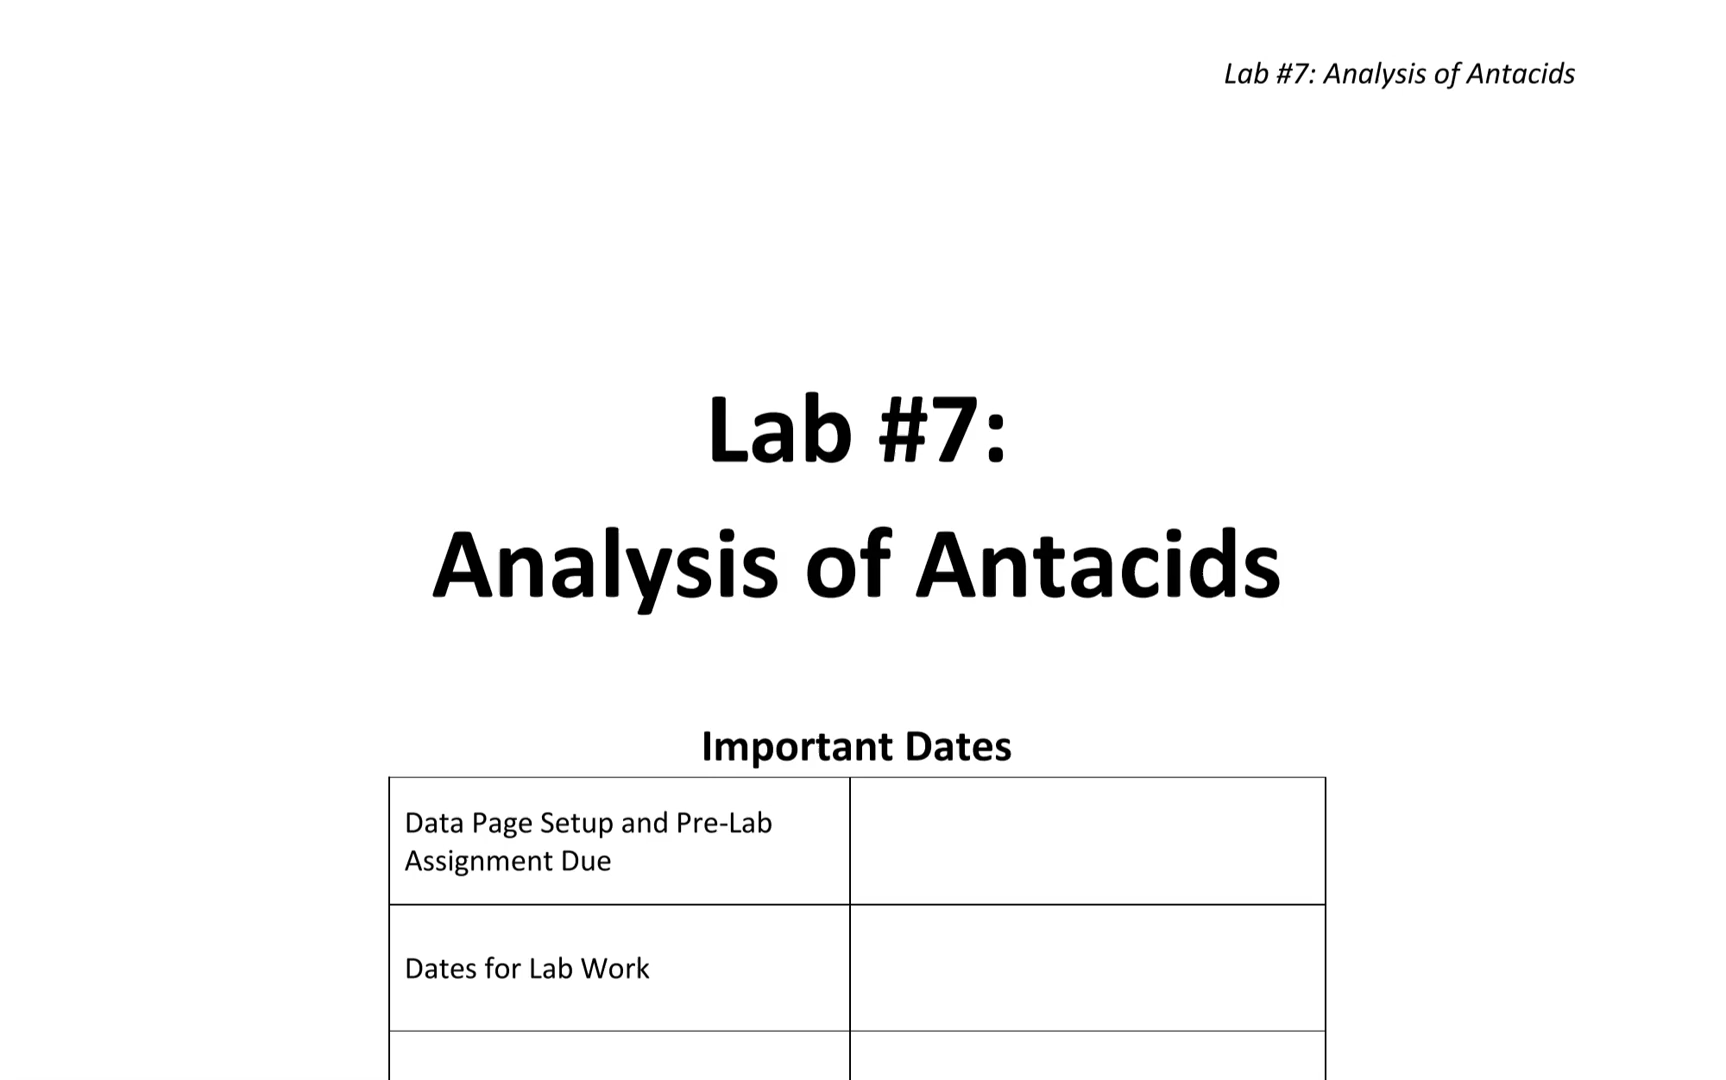 Lab #7: Analysis of Antacids
Lab #7:
Analysis of Antacids
Important Dates
Data Page Setup and Pre-Lab
Assignment Due
Dates for Lab Work